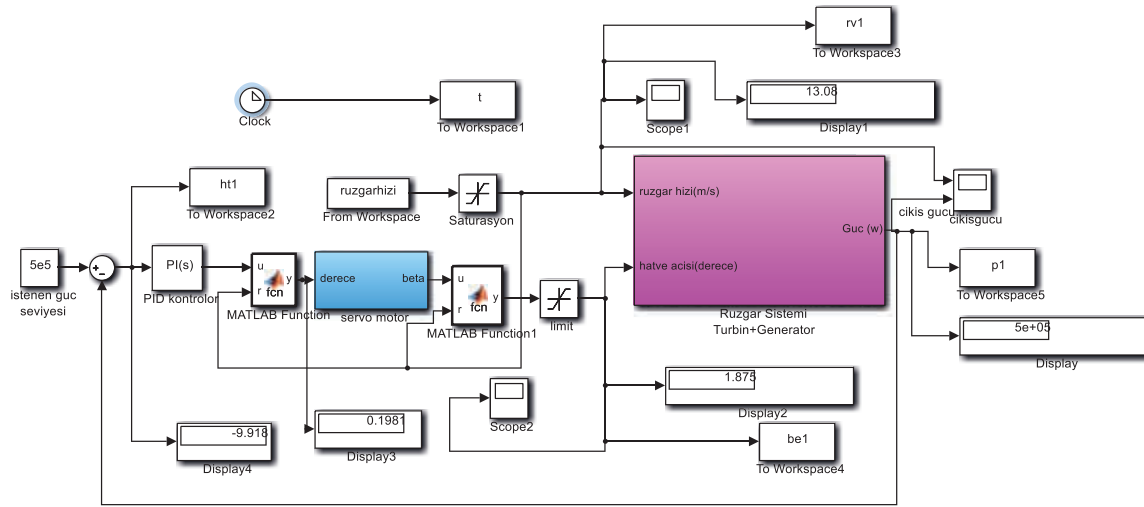 rv1
To Workspace3
t
To Workspace1
Clock
Scope1
13.08
Display1
ht1
To Workspace2
ruzgarhizi
From Workspace
Saturasyon
ruzgar hizi(m/s)
hatve acisi(derece)
Guc (w)
Ruzgar Sistemi
Turbin+Generator
cikis gucu
cikisgucu
5e5
istenen guc
seviyesi
+
−
PI(s)
PID kontrolor
u
r
y
fcn
MATLAB Function
derece
beta
servo motor
u
r
y
fcn
MATLAB Function1
limit
p1
To Workspace5
5e+05
Display
1.875
Display2
be1
To Workspace4
Scope2
0.1981
Display3
-9.918
Display4